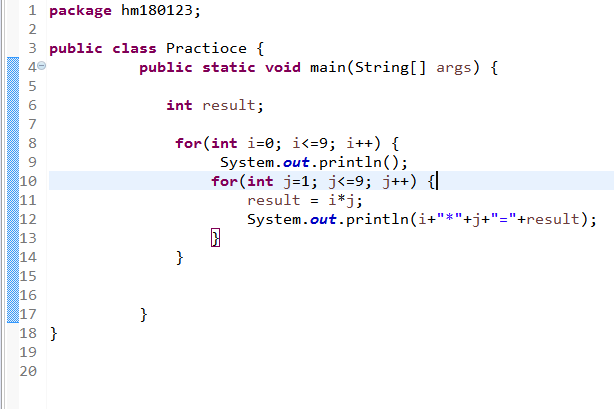 1 package hm180123;
2
3 public class Practioce {
4 public static void main(String[] args) {
5
6 int result;
7
8 for(int i=0; i<=9; i++) {
9 System.out.println();
10 for(int j=1; j<=9; j++) {
11 result = i*j;
12 System.out.println(i+"*"+j+"="+result);
13 }
14 }
15
16
17 }
18 }
19
20